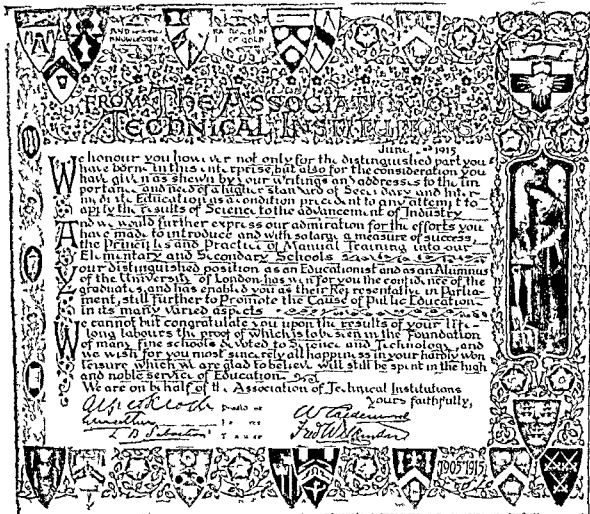 AND
KNOWLEDGE
OF GOLD
FROM THE ASSOCIATION OF
TECHNICAL INSTITUTIONS
June 1915
We honour you however not only for the distinguished part you
have borne in this enterprise, but also for the consideration you
have given as shewn by your writings and addresses to the im
portance and need of a higher standard of Secondary and Inter
mediate Education as a condition precedent to any attempt to
apply the results of Science to the advancement of Industry
And we would further express our admiration for the efforts you
have made to introduce and with so large a measure of success,
the Principles and Practice of Manual Training into our
Elementary and Secondary Schools
Your distinguished position as an Educationist and as an Alumnus
of the University of London has won for you the confidence of the
graduates, and has enabled you as their Representative in Parlia-
ment, still further to Promote the Cause of Public Education
in its many varied aspects
We cannot but congratulate you upon the results of your life-
long labours the proof of which is to be seen in the Foundation
of many fine schools devoted to Science and Technology and
we wish for you most sincerely all happiness in your hardly won
leisure which we are glad to believe will still be spent in the high
and noble service of Education
We are on behalf of the Association of Technical Institutions
Yours faithfully,
1905 1915